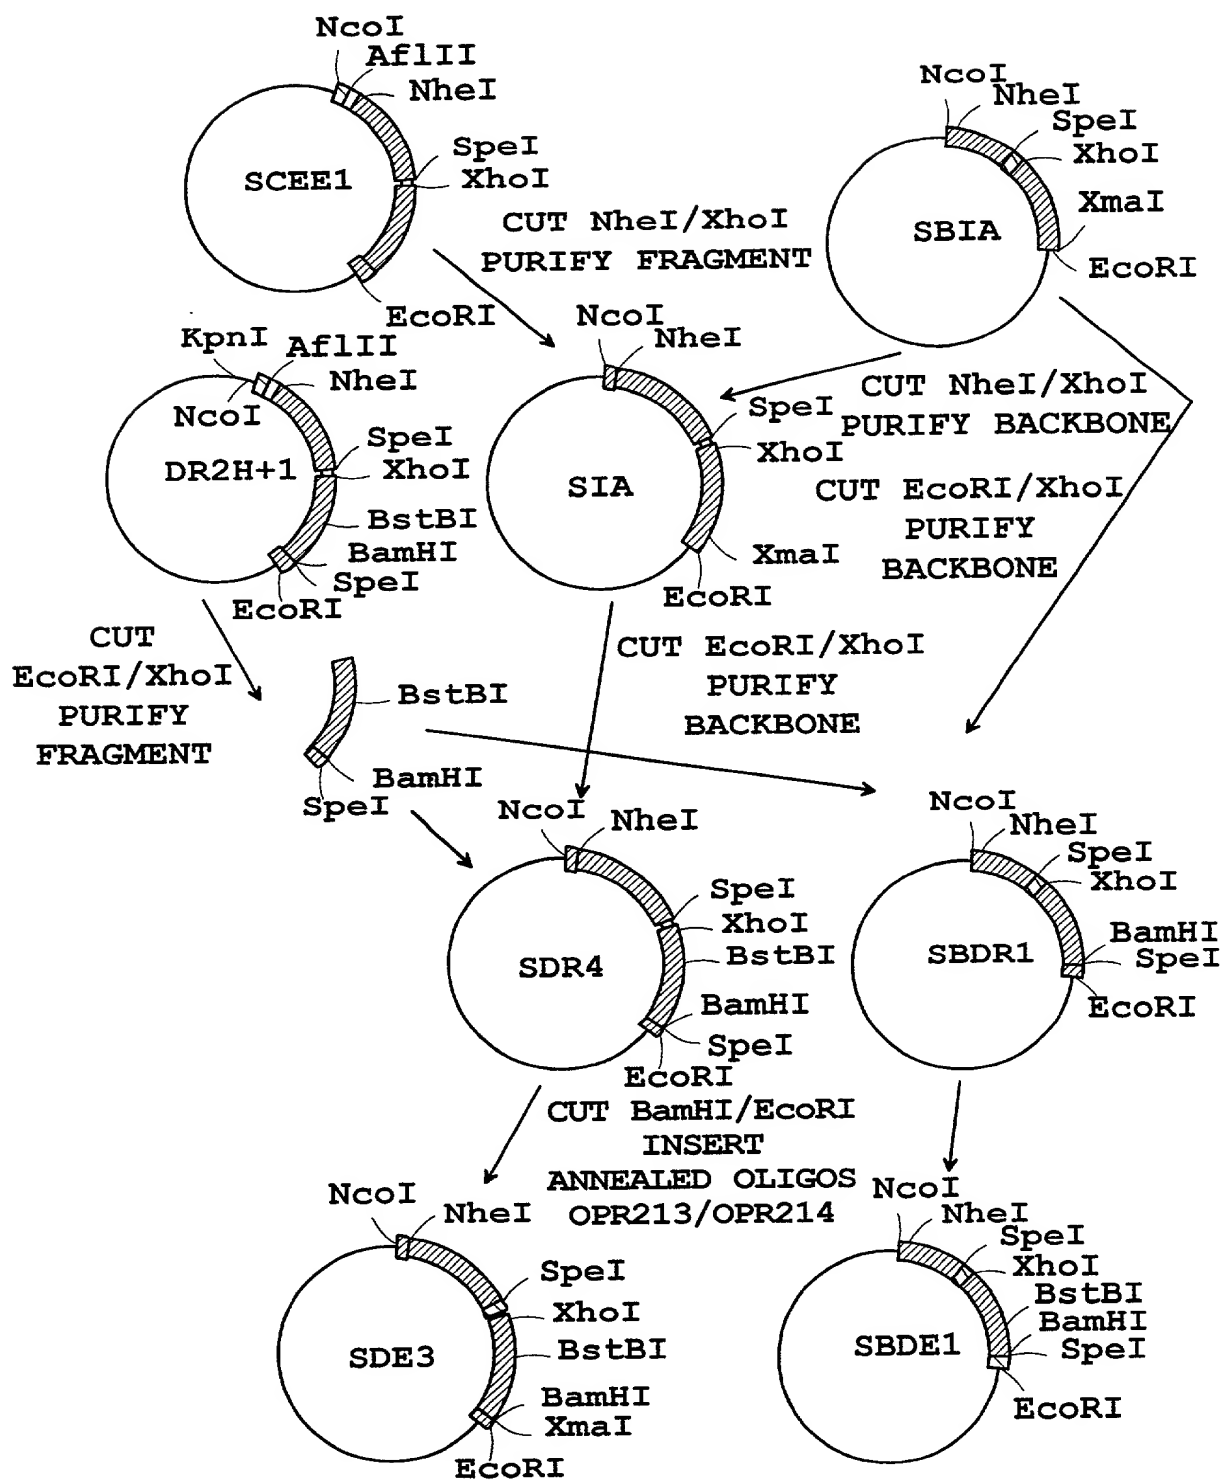 NcoI
AflII
NheI
SpeI
XhoI
SCEE1
EcoRI
NcoI
NheI
SpeI
XhoI
XmaI
SBIA
EcoRI
CUT NheI/XhoI
PURIFY FRAGMENT
KpnI
AflII
NheI
NcoI
SpeI
XhoI
DR2H+1
BstBI
BamHI
SpeI
EcoRI
NcoI
NheI
SpeI
XhoI
SIA
XmaI
EcoRI
CUT NheI/XhoI
PURIFY BACKBONE
CUT EcoRI/XhoI
PURIFY
BACKBONE
CUT
EcoRI/XhoI
PURIFY
FRAGMENT
BstBI
BamHI
SpeI
CUT EcoRI/XhoI
PURIFY
BACKBONE
NcoI
NheI
SpeI
XhoI
BstBI
SDR4
BamHI
SpeI
EcoRI
NcoI
NheI
SpeI
XhoI
BamHI
SpeI
SBDR1
EcoRI
CUT BamHI/EcoRI
INSERT
ANNEALED OLIGOS
OPR213/OPR214
NcoI
NheI
SpeI
XhoI
BstBI
SDE3
BamHI
XmaI
EcoRI
NcoI
NheI
SpeI
XhoI
BstBI
BamHI
SpeI
SBDE1
EcoRI